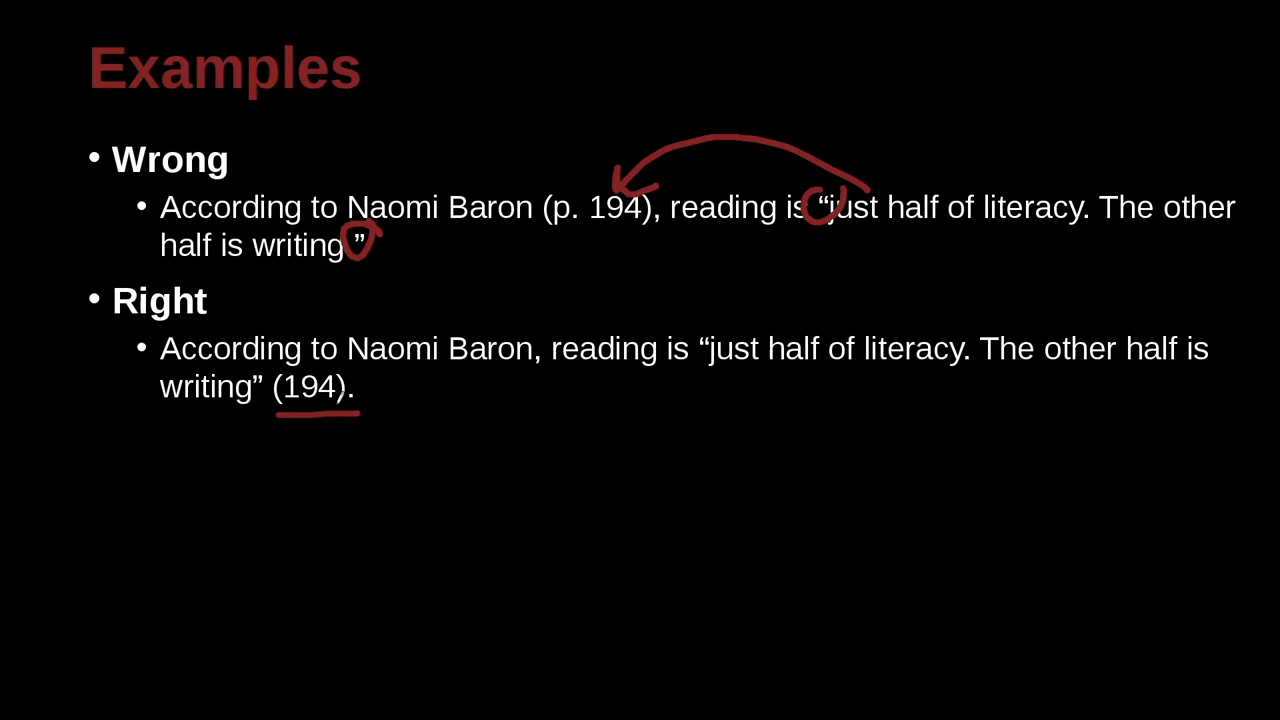 Examples
• Wrong
• According to Naomi Baron (p. 194), reading is “just half of literacy. The other
half is writing.”
• Right
• According to Naomi Baron, reading is “just half of literacy. The other half is
writing” (194).